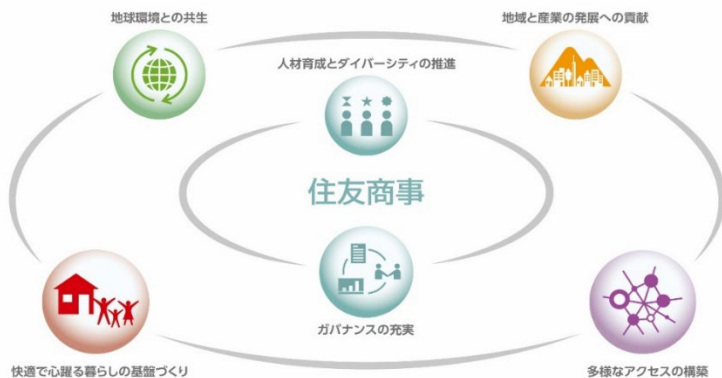 地球環境との共生
地域と産業の発展への貢献
人材育成とダイバーシティの推進
住友商事
ガバナンスの充実
快適で心躍る暮らしの基盤づくり
多様なアクセスの構築